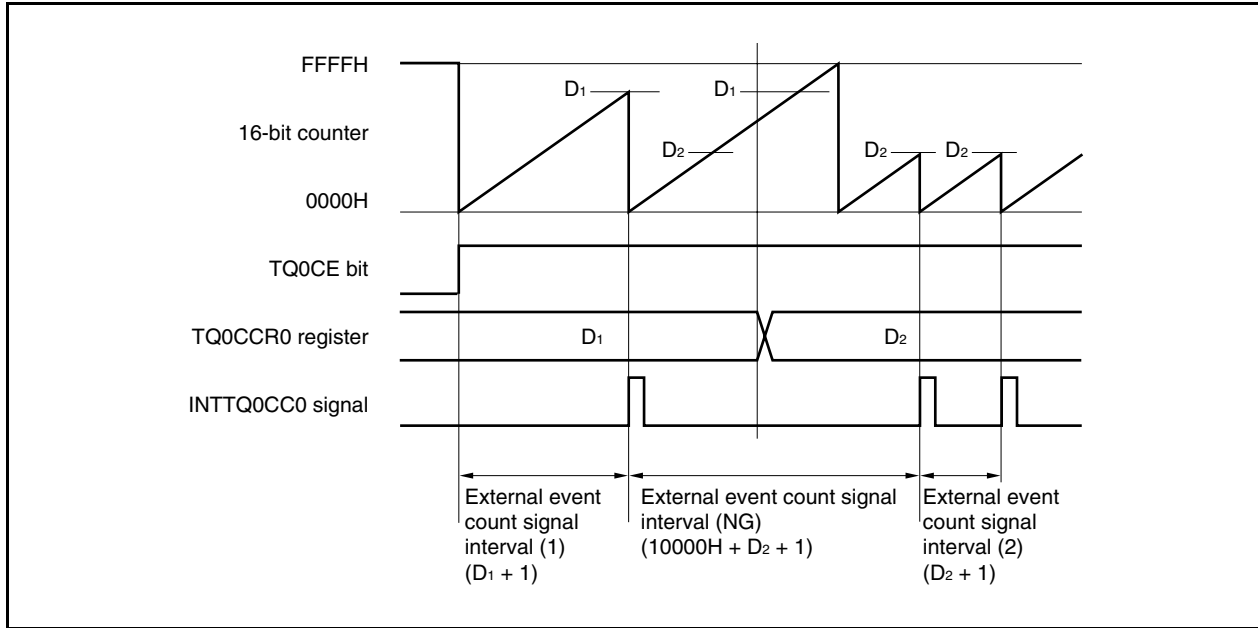 FFFFH
D1
D1
16-bit counter
D2
D2
D2
0000H
TQ0CE bit
TQ0CCR0 register
D1
D2
INTTQ0CC0 signal
External event
count signal
interval (1)
(D1 + 1)
External event count signal
interval (NG)
(10000H + D2 + 1)
External event
count signal
interval (2)
(D2 + 1)